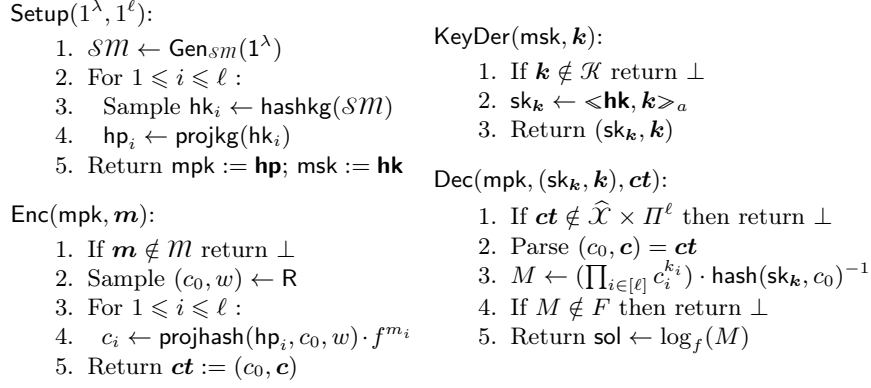 Setup(1^λ, 1^ℓ):
1. 𝒮ℳ ← Gen_𝒮ℳ(1^λ)
2. For 1 ⩽ i ⩽ ℓ :
3. Sample hk_i ← hashkg(𝒮ℳ)
4. hp_i ← projkg(hk_i)
5. Return mpk := **hp**; msk := **hk**
Enc(mpk, **m**):
1. If **m** ∉ ℳ return ⊥
2. Sample (c_0, w) ← R
3. For 1 ⩽ i ⩽ ℓ :
4. c_i ← projhash(hp_i, c_0, w) · f^{m_i}
5. Return **ct** := (c_0, **c**)
KeyDer(msk, **k**):
1. If **k** ∉ 𝒦 return ⊥
2. sk_**k** ← ≪**hk**, **k**≫_a
3. Return (sk_**k**, **k**)
Dec(mpk, (sk_**k**, **k**), **ct**):
1. If **ct** ∉ 𝒳̂ × Π^ℓ then return ⊥
2. Parse (c_0, **c**) = **ct**
3. M ← (∏_{i∈[ℓ]} c_i^{k_i}) · hash(sk_**k**, c_0)^{−1}
4. If M ∉ F then return ⊥
5. Return sol ← log_f(M)